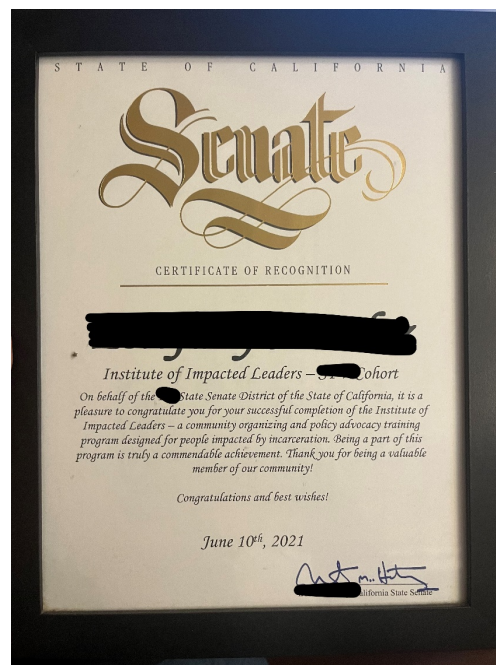 STATE OF CALIFORNIA
Senate
CERTIFICATE OF RECOGNITION
Institute of Impacted Leaders – Cohort
On behalf of the State Senate District of the State of California, it is a
pleasure to congratulate you for your successful completion of the Institute of
Impacted Leaders – a community organizing and policy advocacy training
program designed for people impacted by incarceration. Being a part of this
program is truly a commendable achievement. Thank you for being a valuable
member of our community!
Congratulations and best wishes!
June 10th, 2021
California State Senate